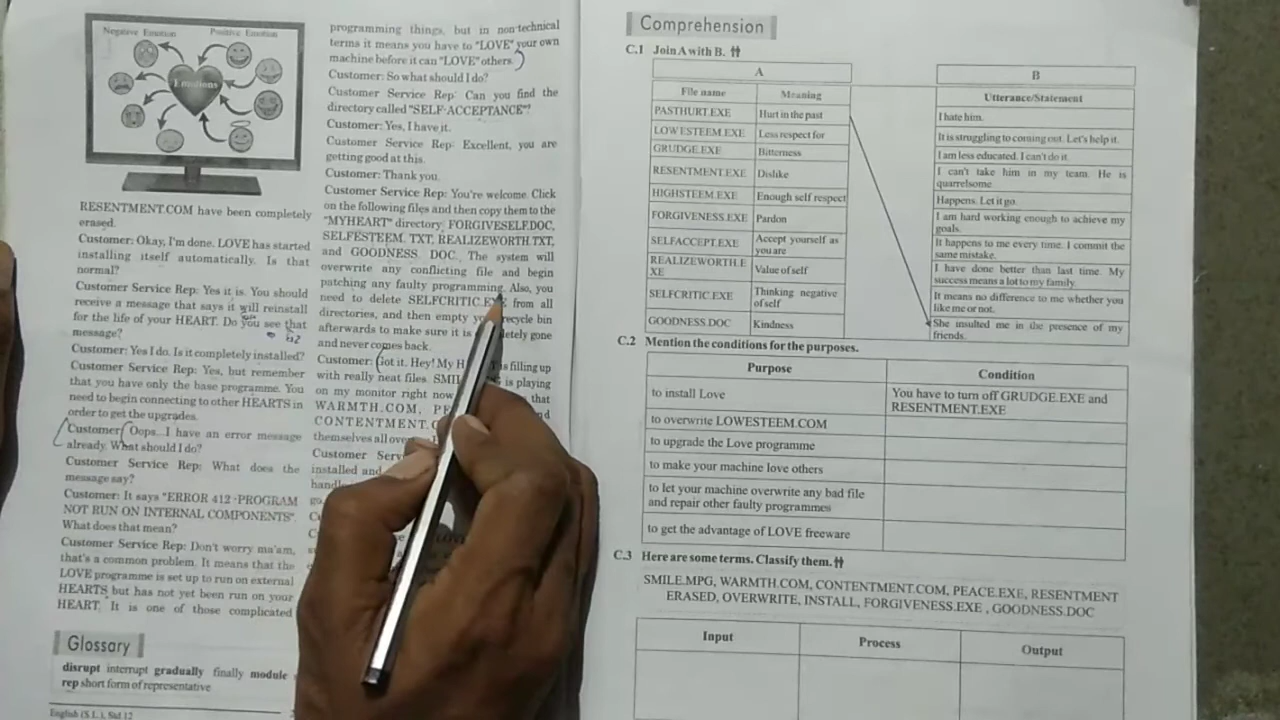 Negative Emotion Positive Emotion
Emotions
RESENTMENT.COM have been completely
erased.
Customer: Okay, I'm done. LOVE has started
installing itself automatically. Is that
normal?
Customer Service Rep: Yes it is. You should
receive a message that says it will reinstall
for the life of your HEART. Do you see that
message?
Customer: Yes I do. Is it completely installed?
Customer Service Rep: Yes, but remember
that you have only the base programme. You
need to begin connecting to other HEARTS in
order to get the upgrades.
Customer: Oops...I have an error message
already. What should I do?
Customer Service Rep: What does the
message say?
Customer: It says "ERROR 412 -PROGRAM
NOT RUN ON INTERNAL COMPONENTS".
What does that mean?
Customer Service Rep: Don't worry ma'am,
that's a common problem. It means that the
LOVE programme is set up to run on external
HEARTS but has not yet been run on your
HEART. It is one of those complicated
Glossary
disrupt interrupt gradually finally module
rep short form of representative
English (S.L.), Std.12
programming things, but in non-technical
terms it means you have to "LOVE" your own
machine before it can "LOVE" others.
Customer: So what should I do?
Customer Service Rep: Can you find the
directory called "SELF-ACCEPTANCE"?
Customer: Yes, I have it.
Customer Service Rep: Excellent, you are
getting good at this.
Customer: Thank you.
Customer Service Rep: You're welcome. Click
on the following files and then copy them to the
"MYHEART" directory: FORGIVESELF.DOC,
SELFESTEEM. TXT, REALIZEWORTH.TXT,
and GOODNESS. DOC. The system will
overwrite any conflicting file and begin
patching any faulty programming. Also, you
need to delete SELFCRITIC.EXE from all
directories, and then empty recycle bin
afterwards to make sure it is gone
and never comes back.
Customer: Got it. Hey! My is filling up
with really neat files. is playing
on my monitor right now that
WARMTH.COM,
CONTENTMENT.
themselves all over
Customer
installed and
go.
Comprehension
C.1 Join A with B.
A
B
File name Meaning
Utterance/Statement
PASTHURT.EXE Hurt in the past
I hate him.
LOWESTEEM.EXE Less respect for
It is struggling to coming out. Let's help it.
GRUDGE.EXE Bitterness
I am less educated. I can't do it.
RESENTMENT.EXE Dislike
I can't take him in my team. He is
quarrelsome.
HIGHSTEEM.EXE Enough self respect
Happens. Let it go.
FORGIVENESS.EXE Pardon
I am hard working enough to achieve my
goals.
SELFACCEPT.EXE Accept yourself as
you are
It happens to me every time. I commit the
same mistake.
REALIZEWORTH.E
XE Value of self
I have done better than last time. My
success means a lot to my family.
SELFCRITIC.EXE Thinking negative
of self
It means no difference to me whether you
like me or not.
GOODNESS.DOC Kindness
She insulted me in the presence of my
friends.
C.2 Mention the conditions for the purposes.
Purpose Condition
to install Love You have to turn off GRUDGE.EXE and
RESENTMENT.EXE
to overwrite LOWESTEEM.COM
to upgrade the Love programme
to make your machine love others
to let your machine overwrite any bad file
and repair other faulty programmes
to get the advantage of LOVE freeware
C.3 Here are some terms. Classify them.
SMILE.MPG, WARMTH.COM, CONTENTMENT.COM, PEACE.EXE, RESENTMENT
ERASED, OVERWRITE, INSTALL, FORGIVENESS.EXE , GOODNESS.DOC
Input Process Output